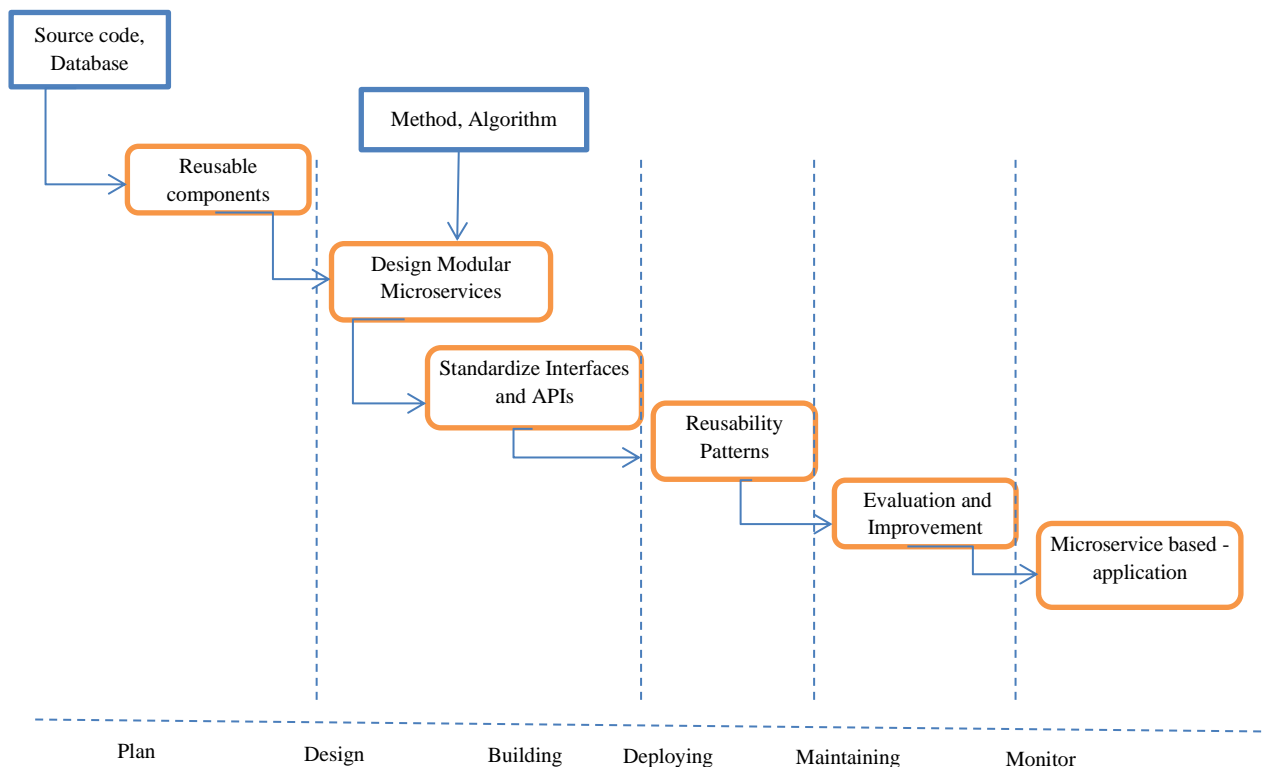 Source code,
Database
Method, Algorithm
Reusable
components
Design Modular
Microservices
Standardize Interfaces
and APIs
Reusability
Patterns
Evaluation and
Improvement
Microservice based -
application
Plan
Design
Building
Deploying
Maintaining
Monitor